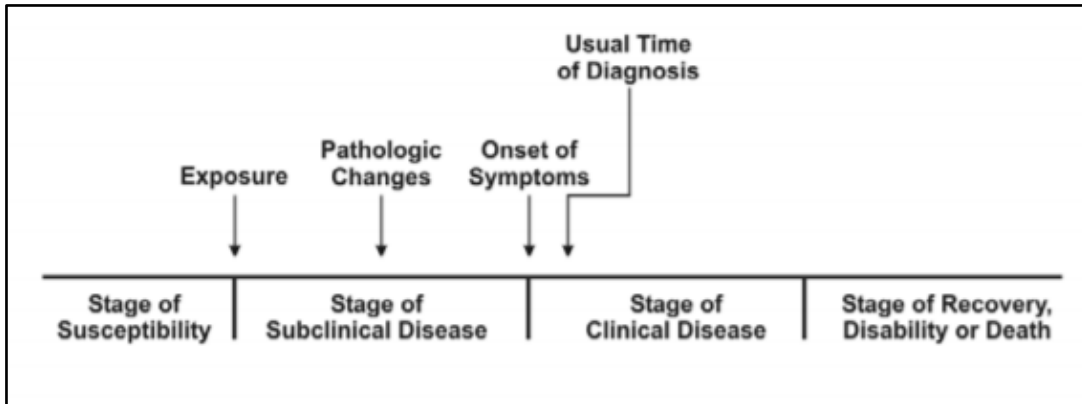 Usual Time
of Diagnosis
Exposure
Pathologic
Changes
Onset of
Symptoms
Stage of
Susceptibility
Stage of
Subclinical Disease
Stage of
Clinical Disease
Stage of Recovery,
Disability or Death